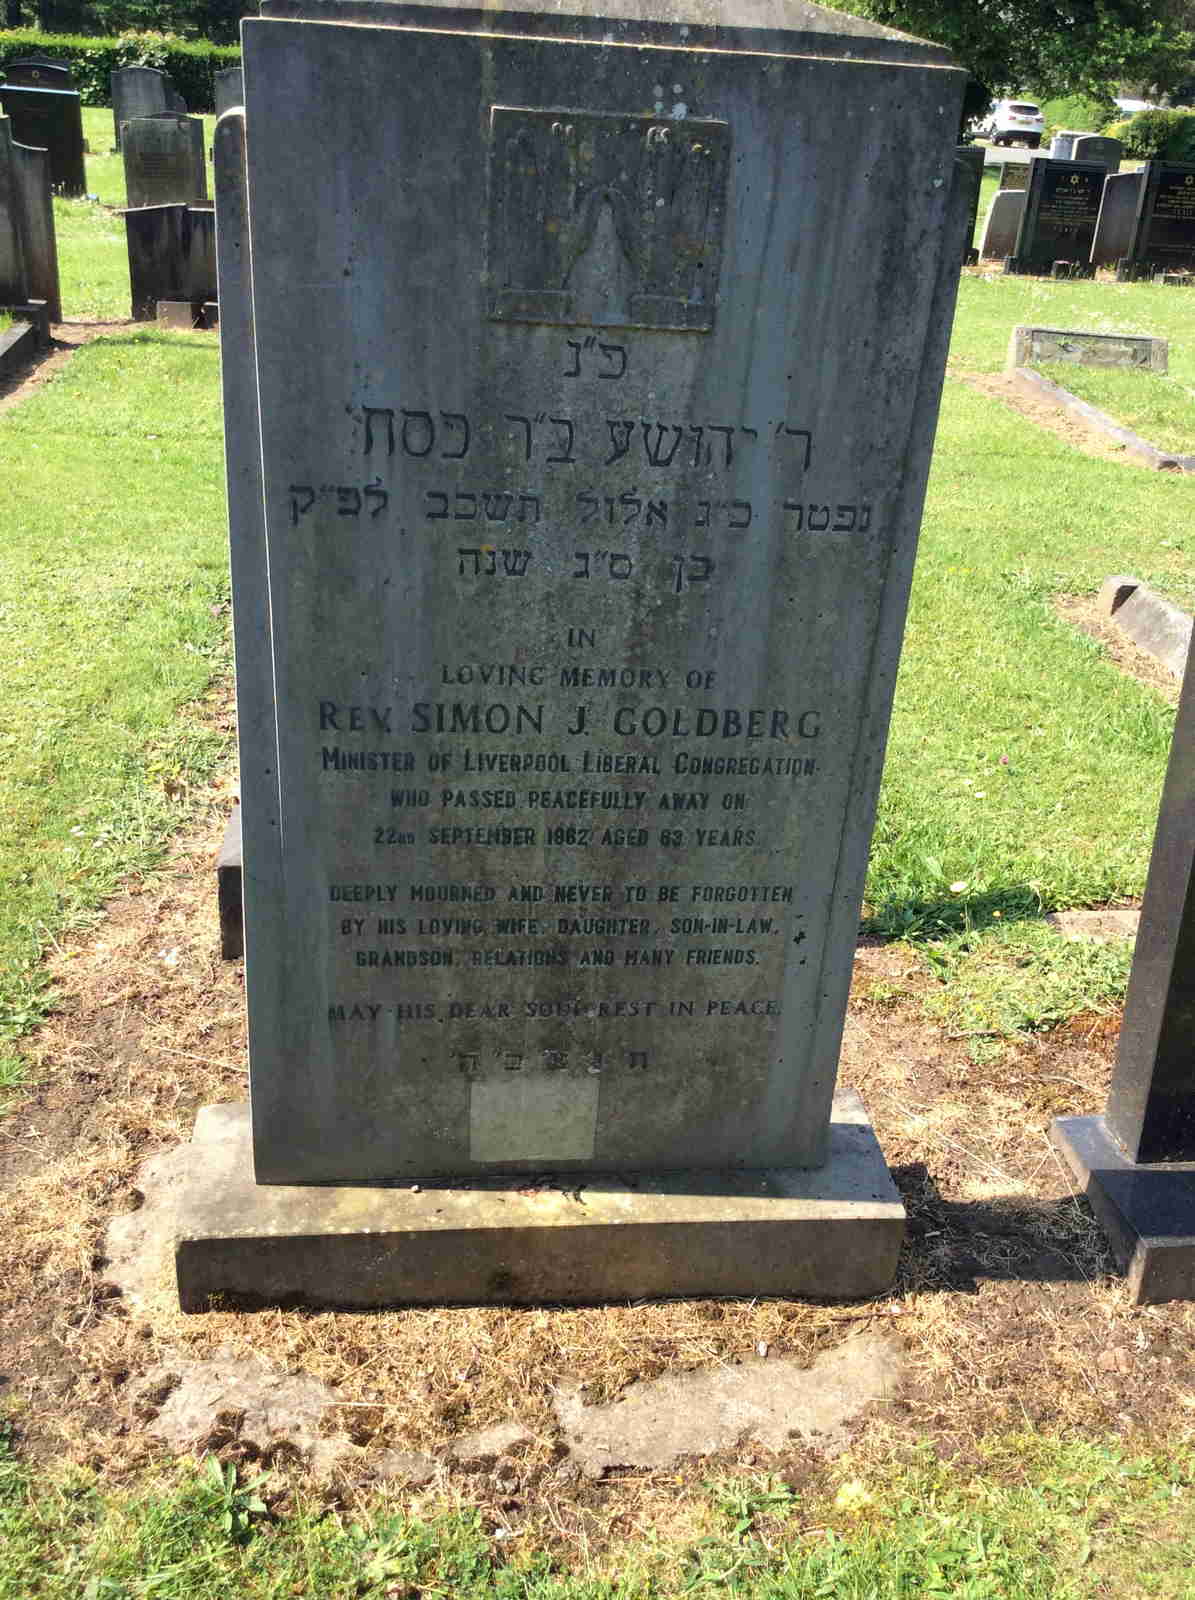 פ״נ
ר׳ יהושע ב״ר פסח
נפטר כ״ג אלול תשכב לפ״ק
בן ס״ג שנה
IN
LOVING MEMORY OF
REV. SIMON J. GOLDBERG
MINISTER OF LIVERPOOL LIBERAL CONGREGATION
WHO PASSED PEACEFULLY AWAY ON
22ND SEPTEMBER 1962 AGED 63 YEARS.
DEEPLY MOURNED AND NEVER TO BE FORGOTTEN
BY HIS LOVING WIFE, DAUGHTER, SON-IN-LAW,
GRANDSON, RELATIONS AND MANY FRIENDS.
MAY HIS DEAR SOUL REST IN PEACE.
ת׳ נ׳ צ׳ ב׳ ה׳